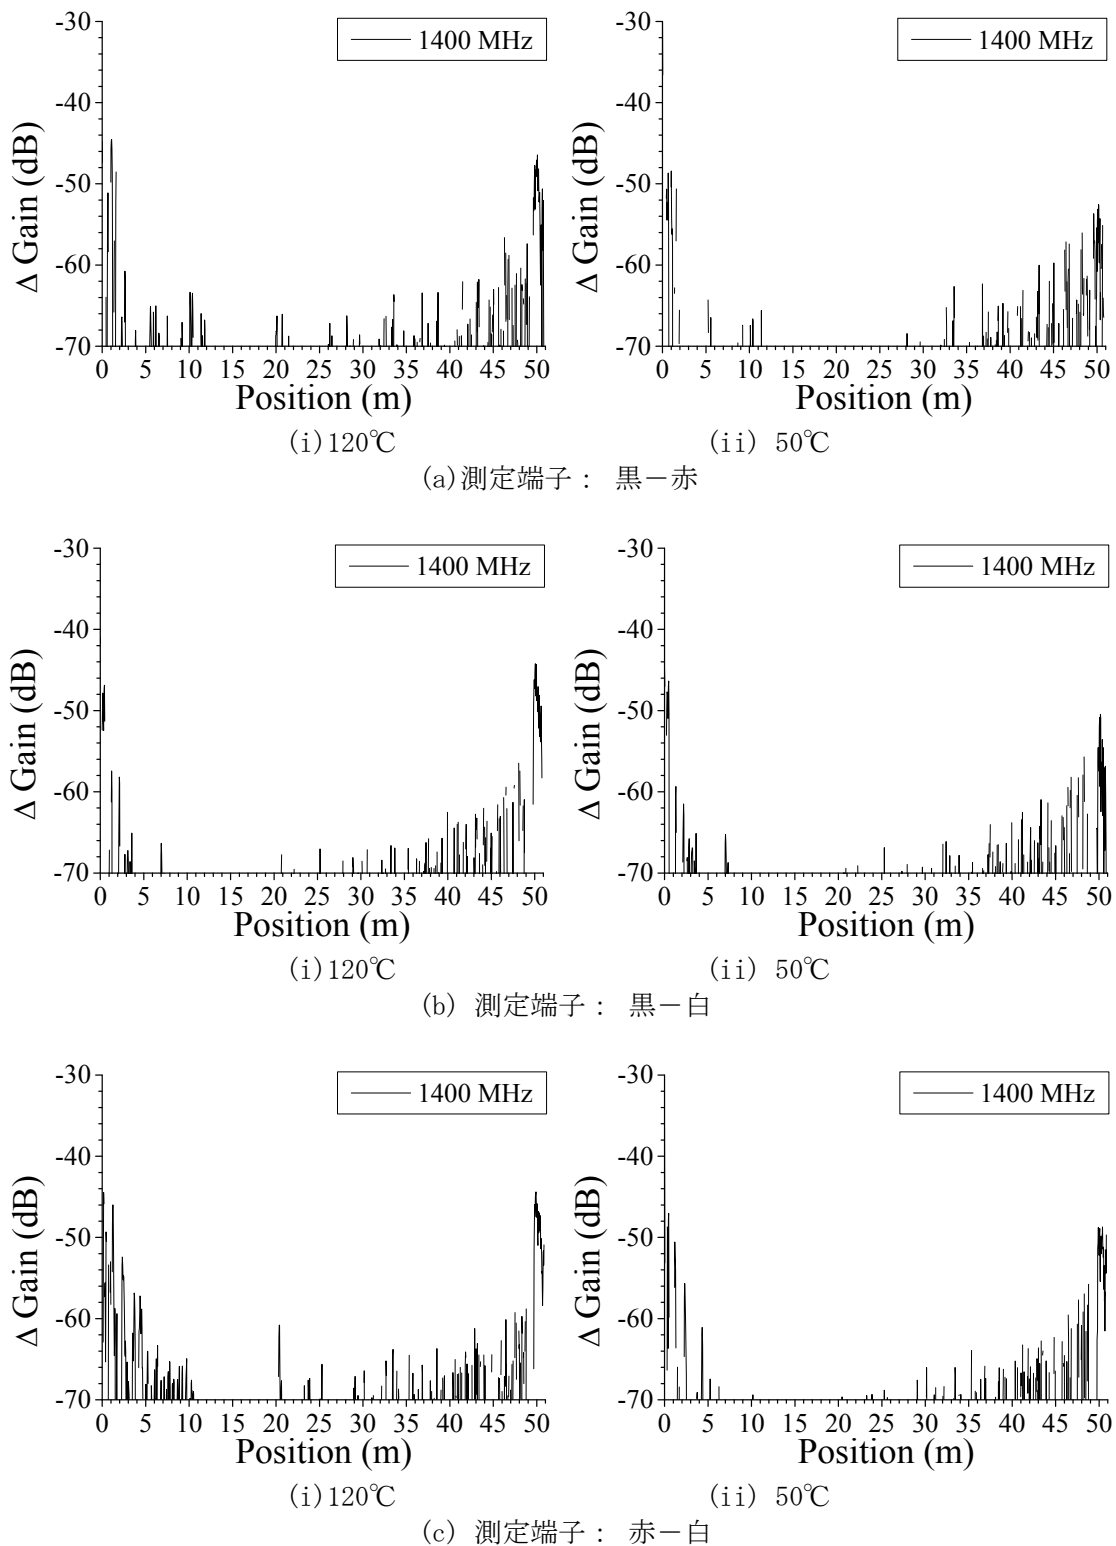 -30
-40
-50
-60
-70
Δ Gain (dB)
1400 MHz
0 5 10 15 20 25 30 35 40 45 50
Position (m)
(i)120℃
-30
-40
-50
-60
-70
Δ Gain (dB)
1400 MHz
0 5 10 15 20 25 30 35 40 45 50
Position (m)
(ii) 50℃
(a)測定端子： 黒－赤
-30
-40
-50
-60
-70
Δ Gain (dB)
1400 MHz
0 5 10 15 20 25 30 35 40 45 50
Position (m)
(i)120℃
-30
-40
-50
-60
-70
Δ Gain (dB)
1400 MHz
0 5 10 15 20 25 30 35 40 45 50
Position (m)
(ii) 50℃
(b) 測定端子： 黒－白
-30
-40
-50
-60
-70
Δ Gain (dB)
1400 MHz
0 5 10 15 20 25 30 35 40 45 50
Position (m)
(i)120℃
-30
-40
-50
-60
-70
Δ Gain (dB)
1400 MHz
0 5 10 15 20 25 30 35 40 45 50
Position (m)
(ii) 50℃
(c) 測定端子： 赤－白